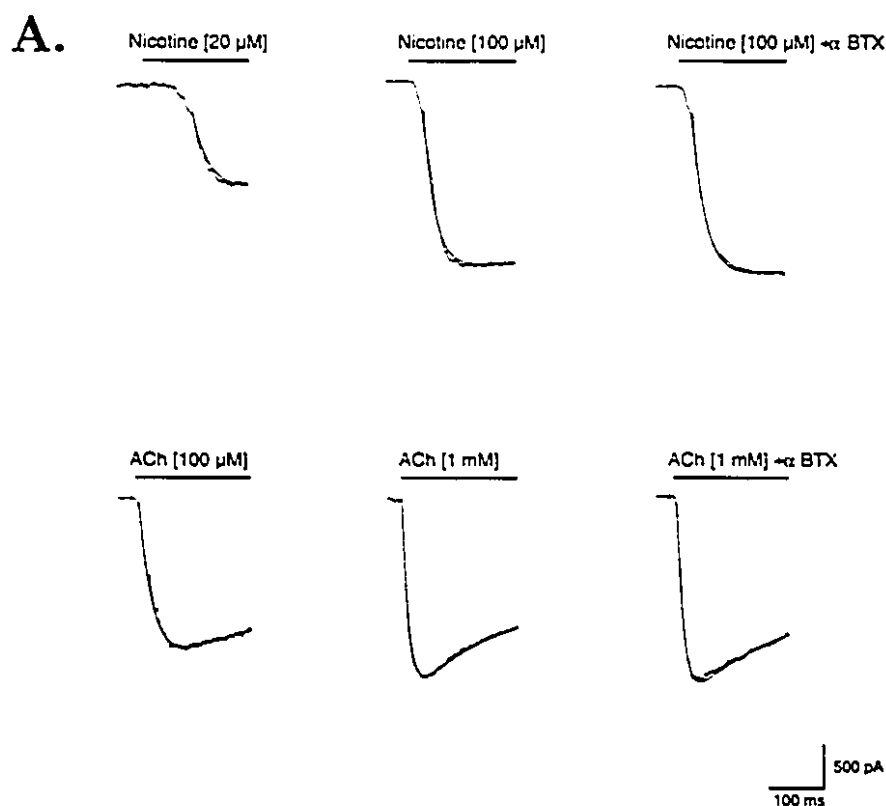 A.
Nicotine [20 µM]
Nicotine [100 µM]
Nicotine [100 µM] +α BTX
ACh [100 µM]
ACh [1 mM]
ACh [1 mM] +α BTX
500 pA
100 ms